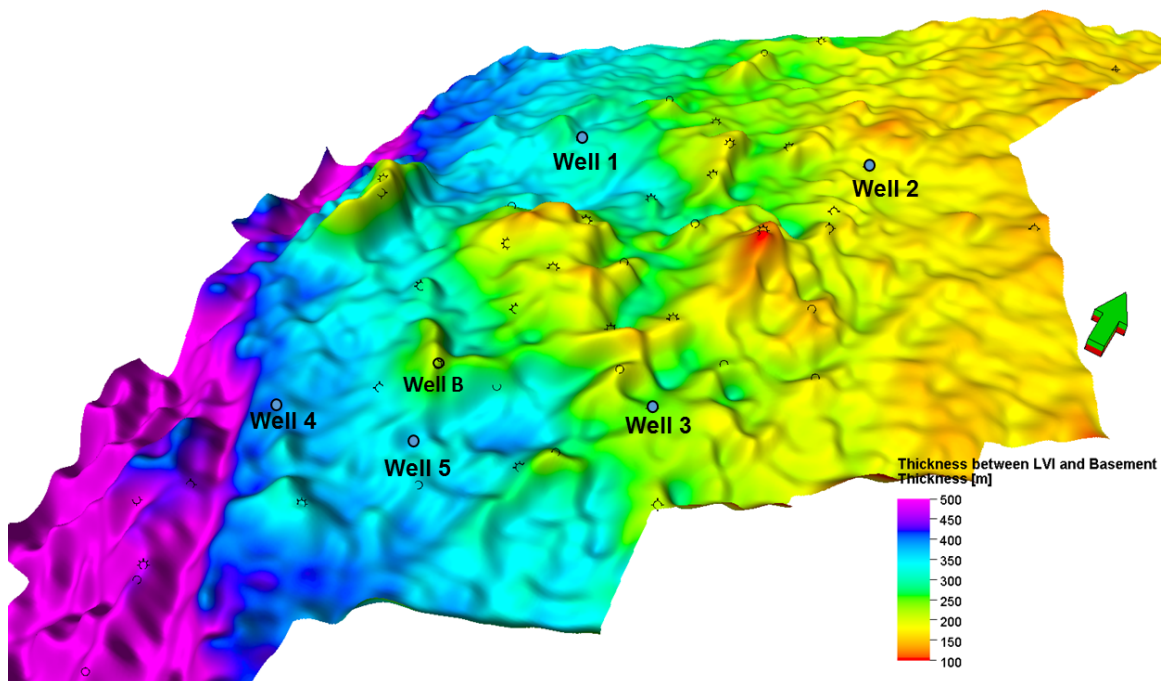 Well 1
Well 2
Well B
Well 4
Well 3
Well 5
Thickness between LVI and Basement
Thickness [m]
500
450
400
350
300
250
200
150
100